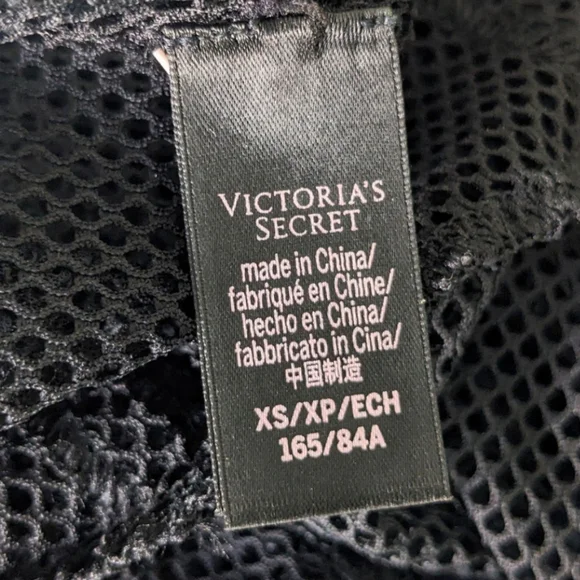 VICTORIA'S
SECRET
made in China/
fabriqué en Chine/
hecho en China/
fabbricato in Cina/
中国制造
XS/XP/ECH
165/84A